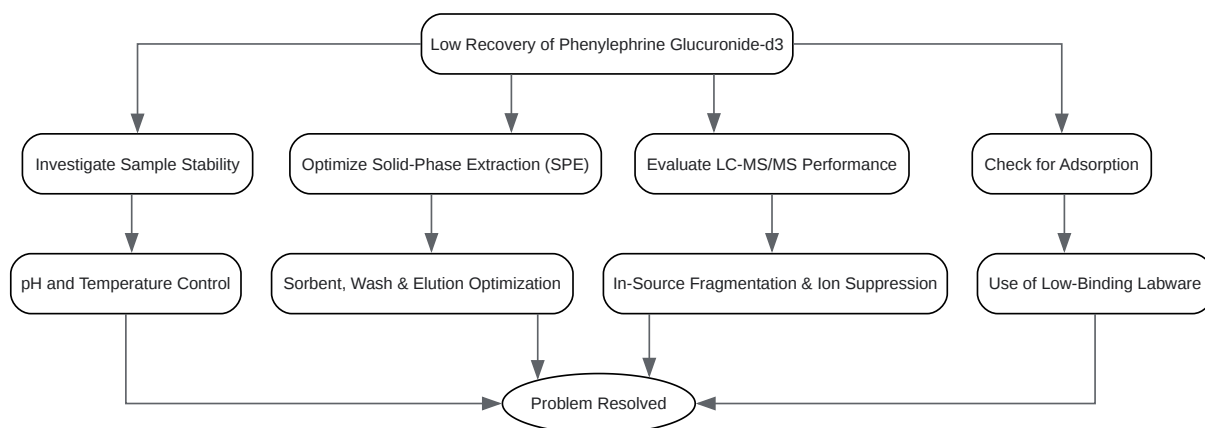 Low Recovery of Phenylephrine Glucuronide-d3
Investigate Sample Stability
Optimize Solid-Phase Extraction (SPE)
Evaluate LC-MS/MS Performance
Check for Adsorption
pH and Temperature Control
Sorbent, Wash & Elution Optimization
In-Source Fragmentation & Ion Suppression
Use of Low-Binding Labware
Problem Resolved